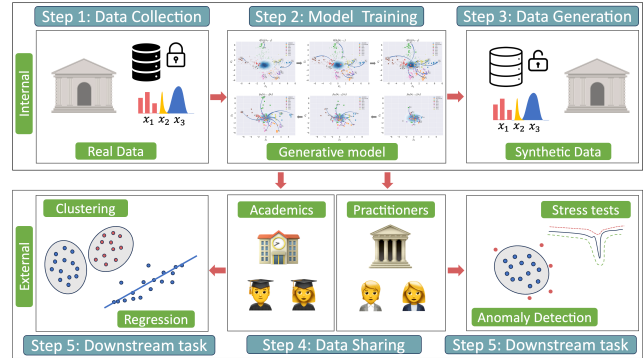 Step 1: Data Collection
Step 2: Model Training
Step 3: Data Generation
Internal
x1 x2 x3
x1 x2 x3
Real Data
Generative model
Synthetic Data
External
Clustering
Academics
Practitioners
Stress tests
Regression
Anomaly Detection
Step 5: Downstream task
Step 4: Data Sharing
Step 5: Downstream task